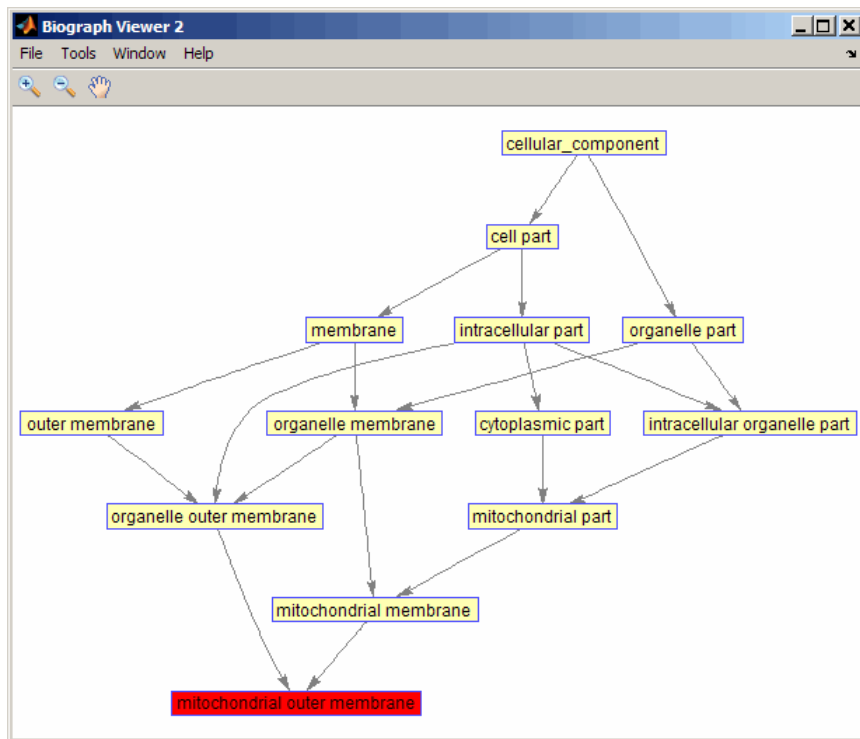 Biograph Viewer 2
File Tools Window Help
cellular_component
cell part
membrane intracellular part organelle part
outer membrane organelle membrane cytoplasmic part intracellular organelle part
organelle outer membrane mitochondrial part
mitochondrial membrane
mitochondrial outer membrane